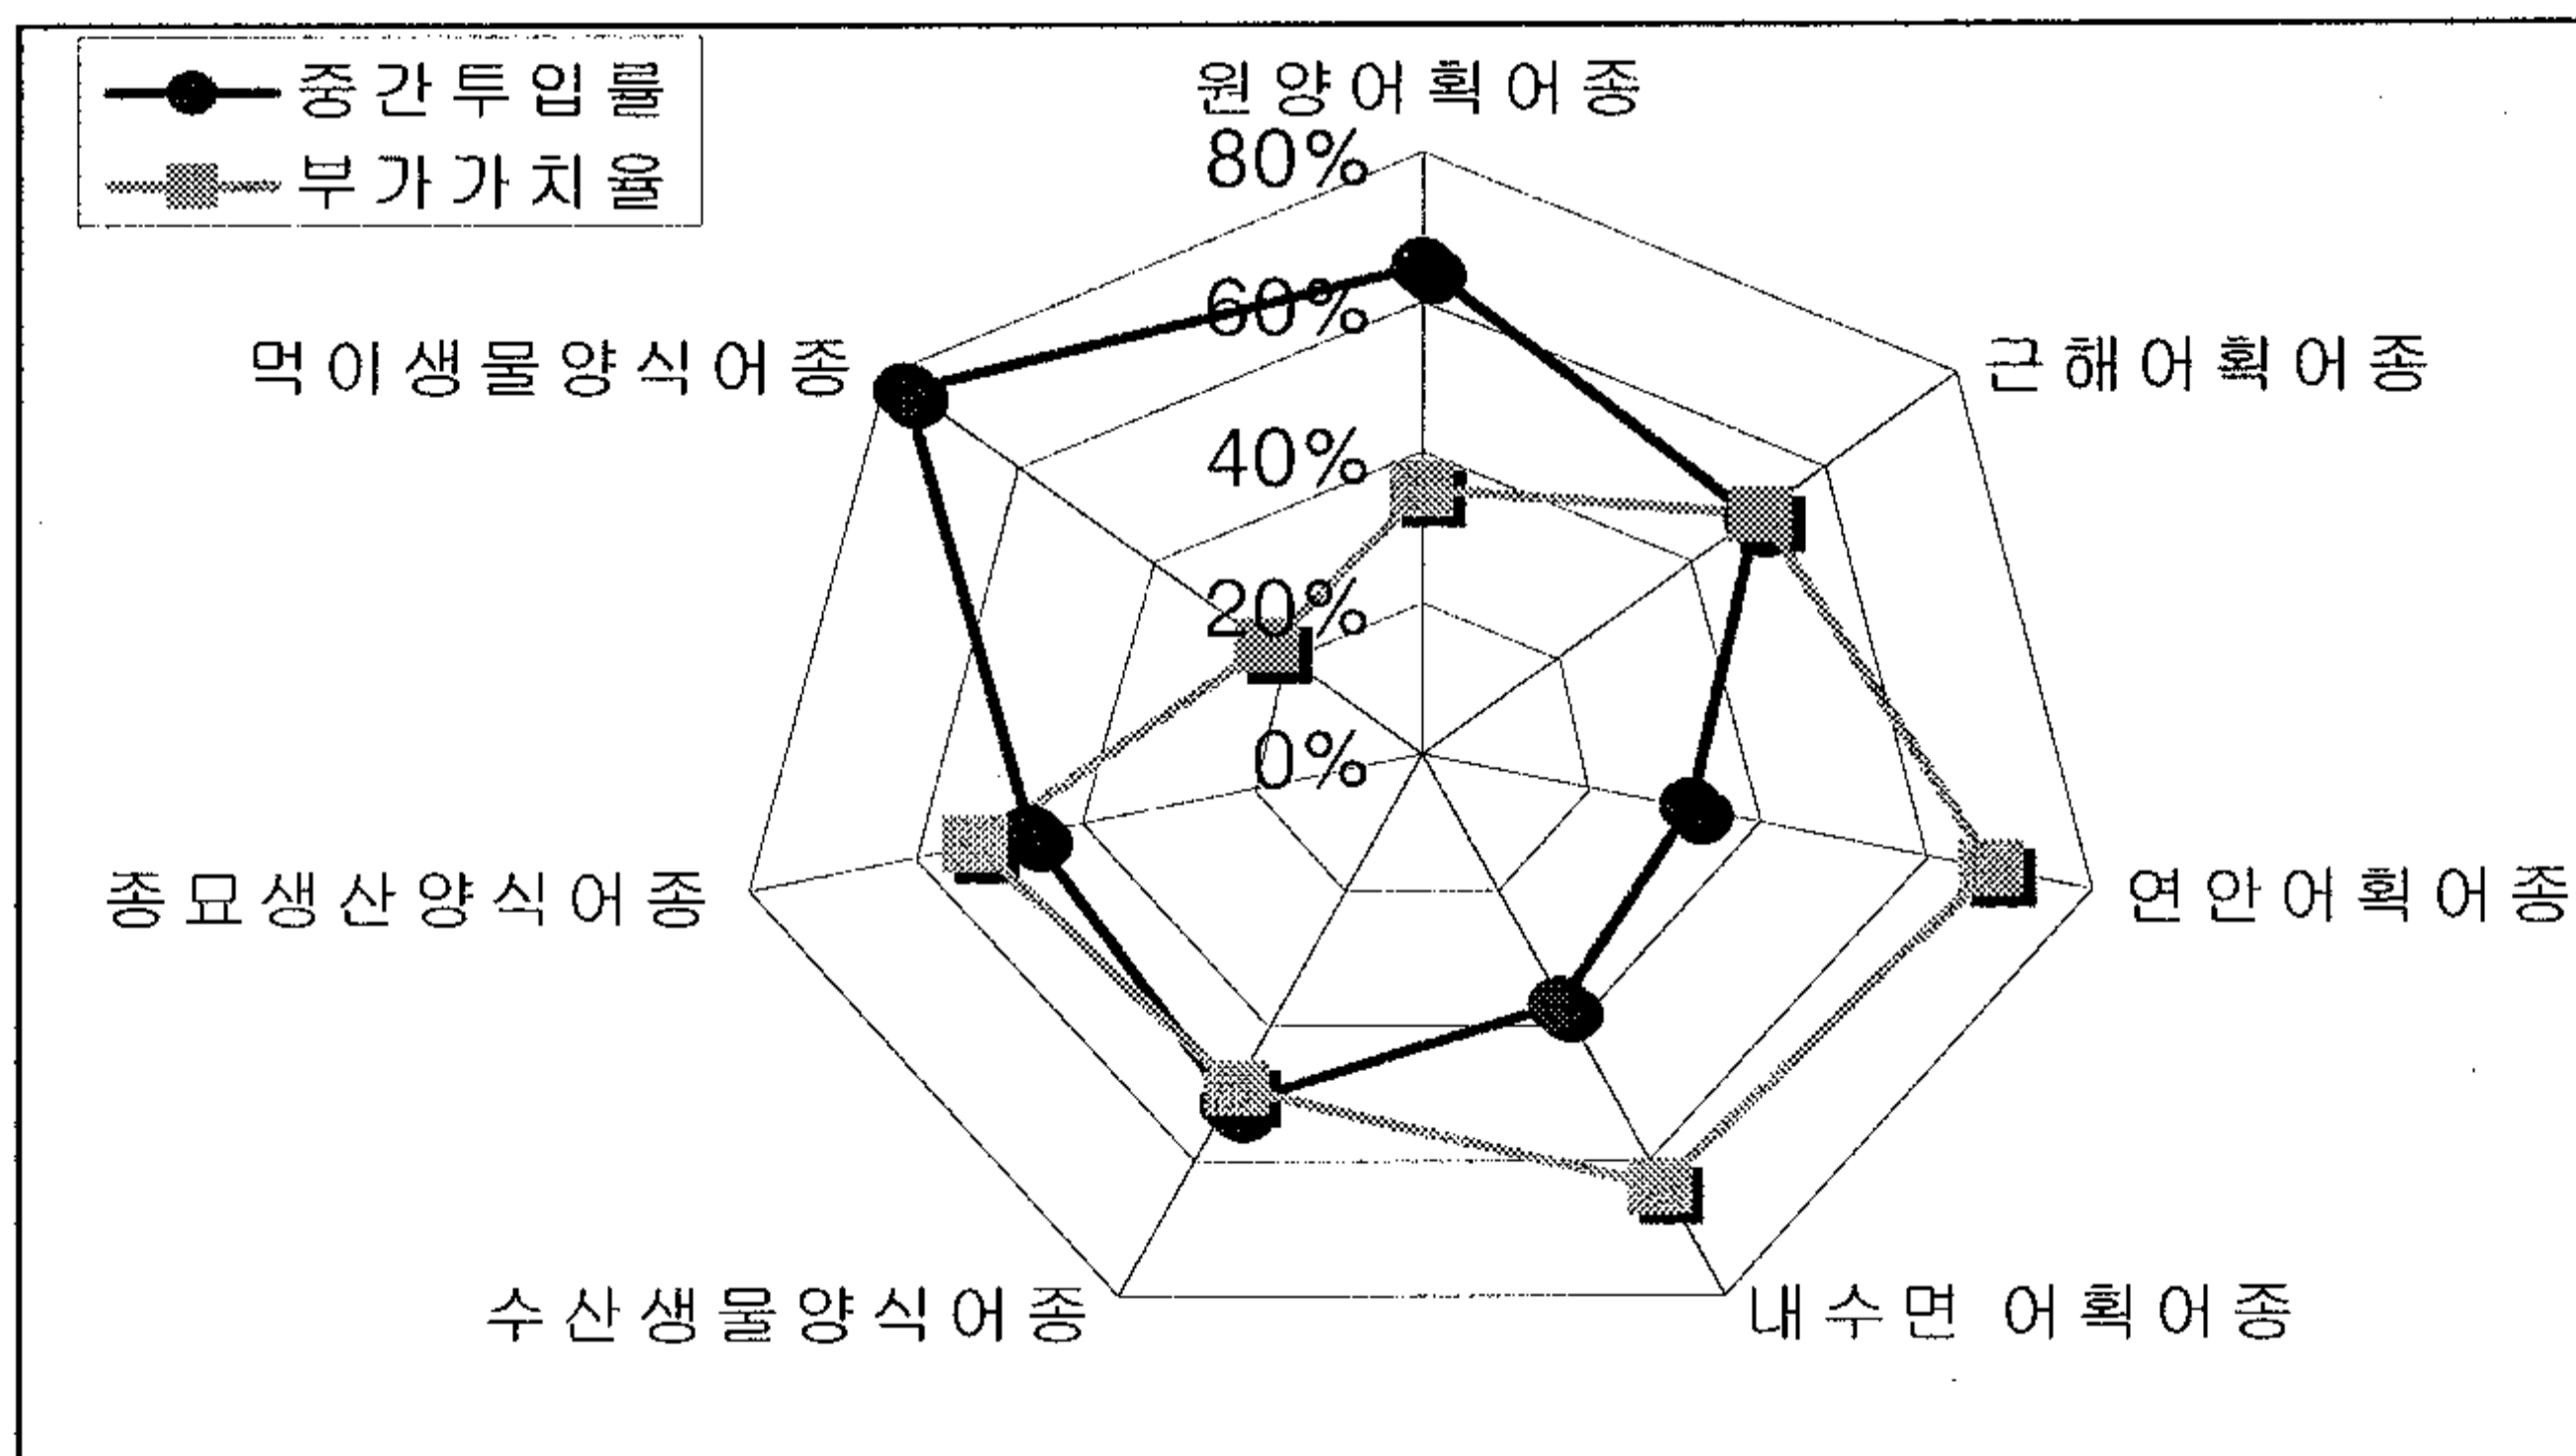 중간투입률
부가가치율
원양어획어종
80%
60%
40%
20%
0%
먹이생물양식어종
근해어획어종
종묘생산양식어종
연안어획어종
수산생물양식어종
내수면 어획어종